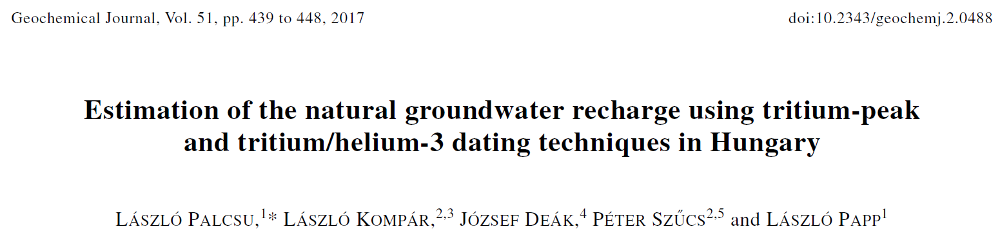 Geochemical Journal, Vol. 51, pp. 439 to 448, 2017 doi:10.2343/geochemj.2.0488
Estimation of the natural groundwater recharge using tritium-peak
and tritium/helium-3 dating techniques in Hungary
LÁSZLÓ PALCSU,1* LÁSZLÓ KOMPÁR,2,3 JÓZSEF DEÁK,4 PÉTER SZŰCS2,5 and LÁSZLÓ PAPP1